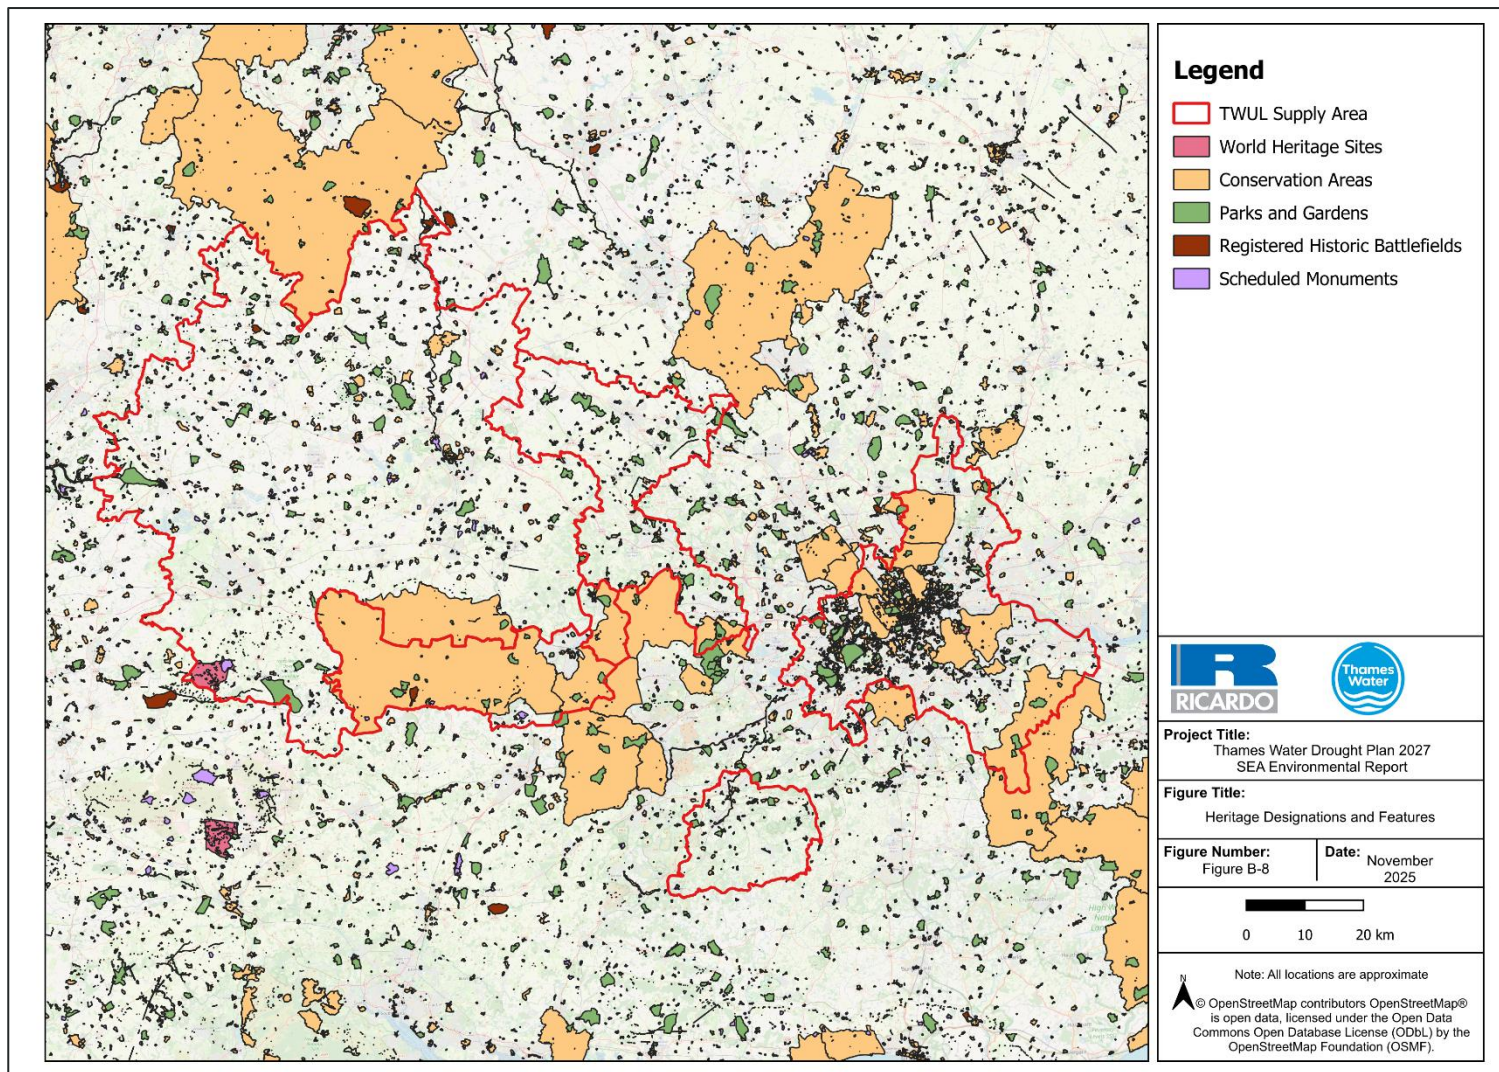 Legend
TWUL Supply Area
World Heritage Sites
Conservation Areas
Parks and Gardens
Registered Historic Battlefields
Scheduled Monuments
RICARDO
Thames
Water
Project Title:
Thames Water Drought Plan 2027
SEA Environmental Report
Figure Title:
Heritage Designations and Features
Figure Number:
Figure B-8
Date:
November
2025
0 10 20 km
N
Note: All locations are approximate
© OpenStreetMap contributors OpenStreetMap®
is open data, licensed under the Open Data
Commons Open Database License (ODbL) by the
OpenStreetMap Foundation (OSMF).